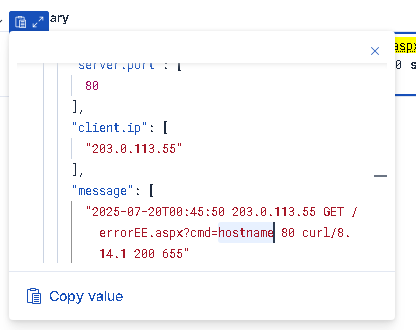 ary
aspx
"server.port": [
0 s
80
],
"client.ip": [
"203.0.113.55"
],
"message": [
"2025-07-20T00:45:50 203.0.113.55 GET /
errorEE.aspx?cmd=hostname 80 curl/8.
14.1 200 655"
Copy value